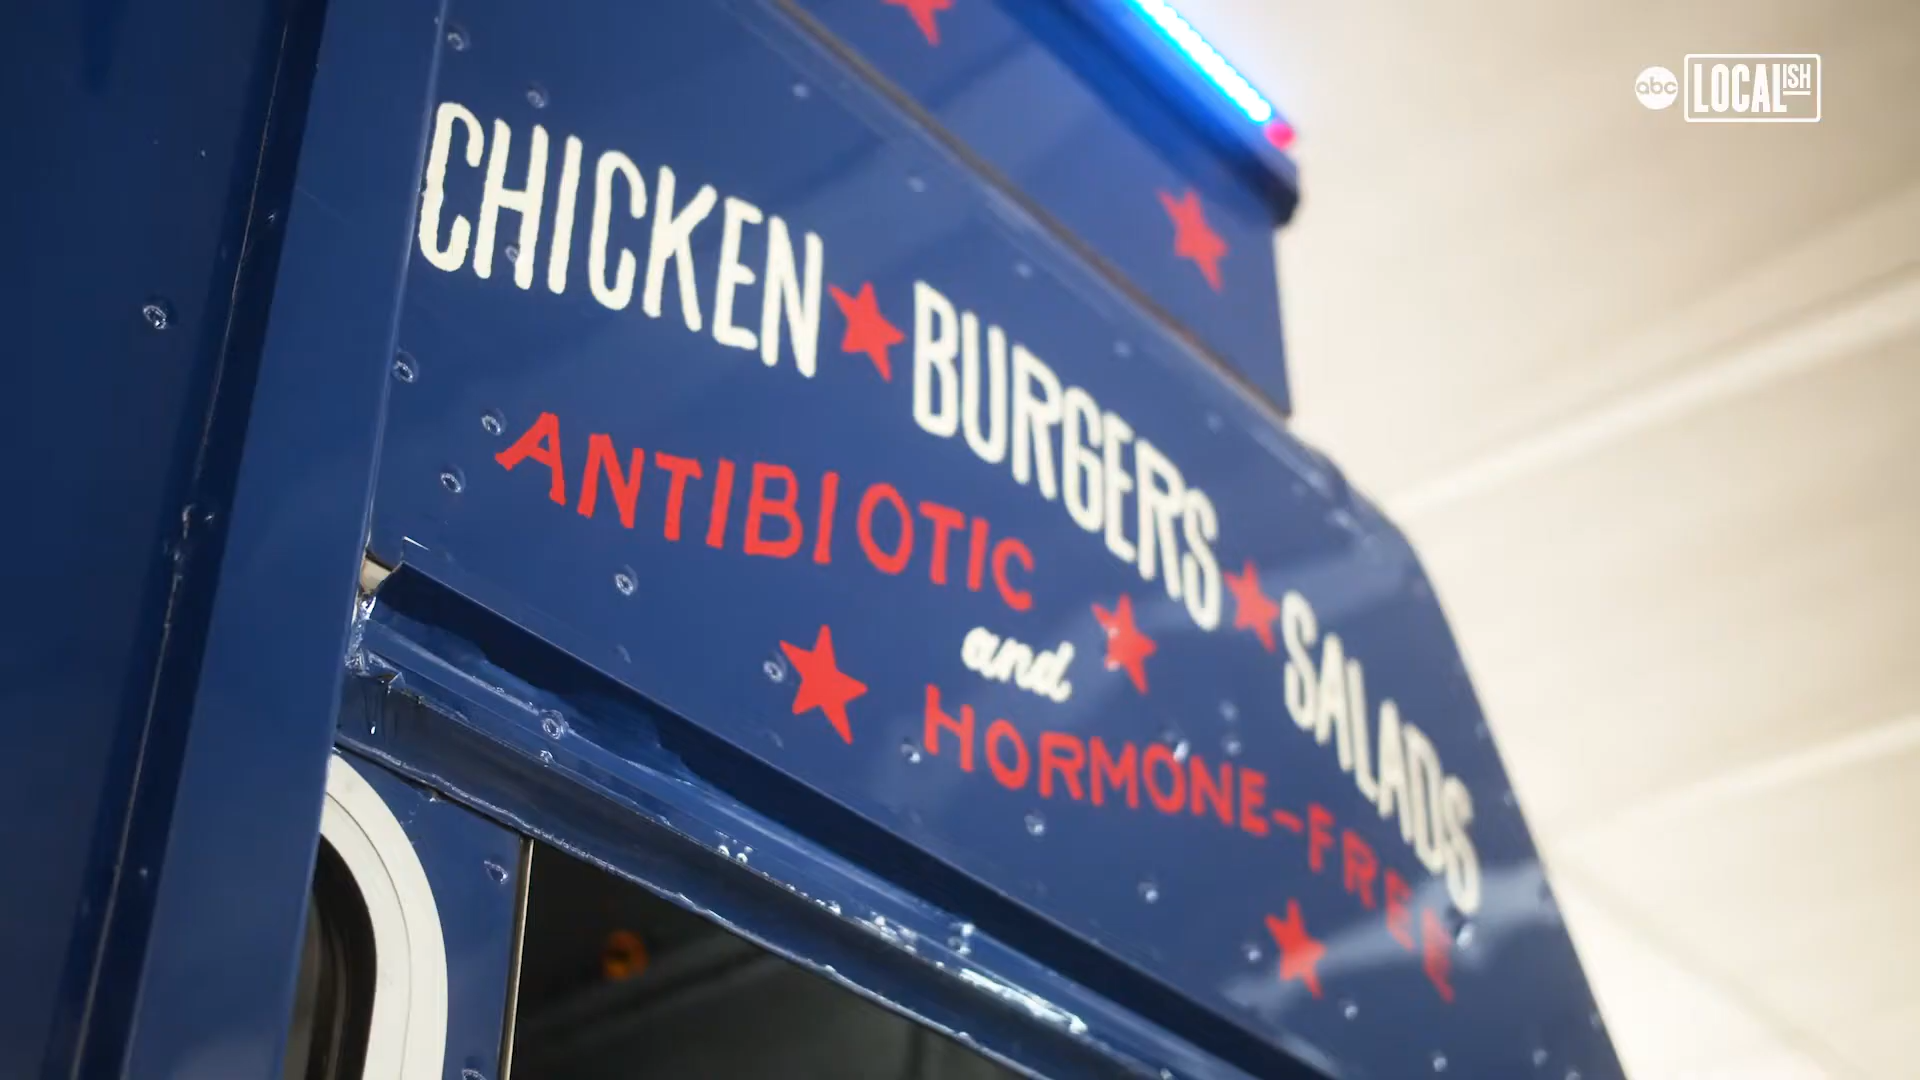 abc LOCALISH
CHICKEN ★ BURGERS ★ SALADS
ANTIBIOTIC
and
HORMONE-FREE